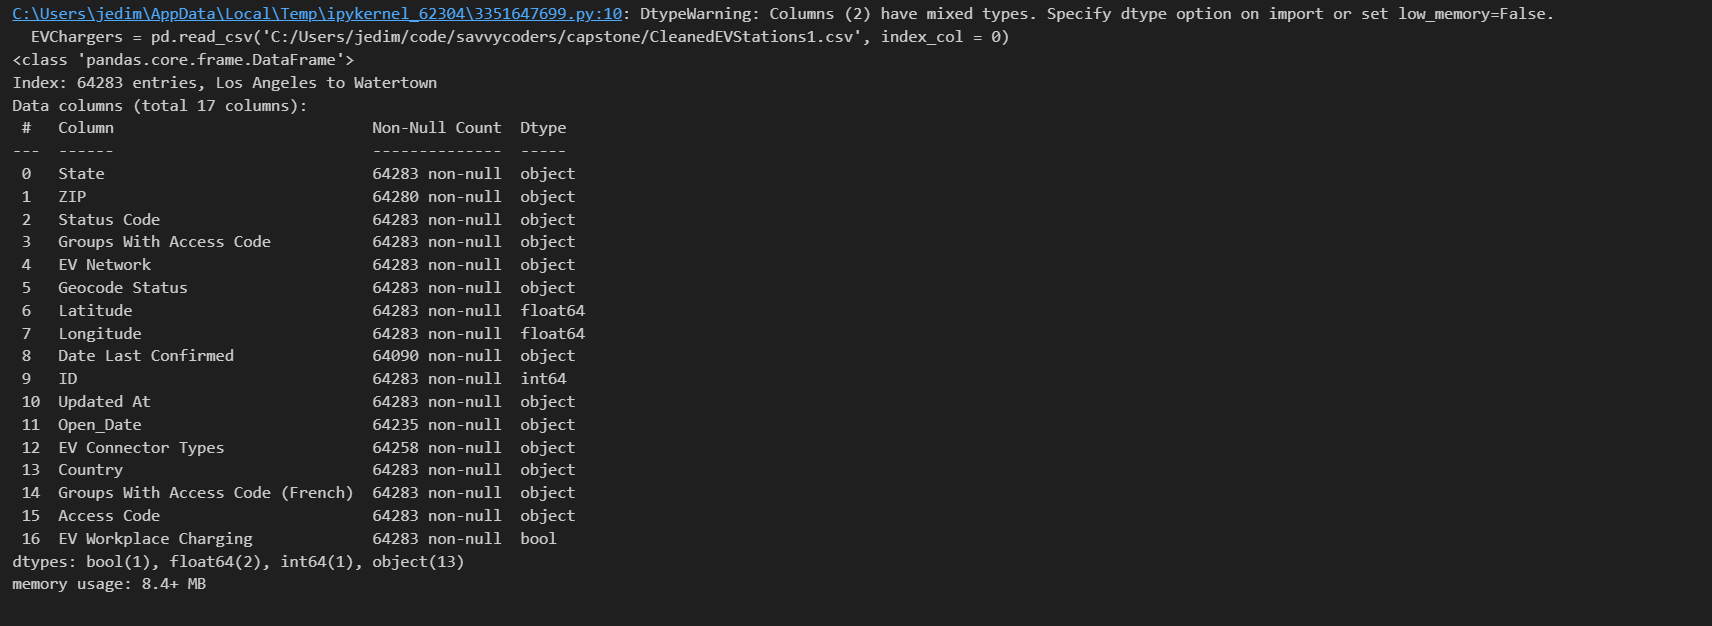 C:\Users\jedim\AppData\Local\Temp\ipykernel_62304\3351647699.py:10: DtypeWarning: Columns (2) have mixed types. Specify dtype option on import or set low_memory=False.
  EVChargers = pd.read_csv('C:/Users/jedim/code/savvycoders/capstone/CleanedEVStations1.csv', index_col = 0)
<class 'pandas.core.frame.DataFrame'>
Index: 64283 entries, Los Angeles to Watertown
Data columns (total 17 columns):
 #   Column                            Non-Null Count  Dtype
---  ------                            --------------  -----
 0   State                             64283 non-null  object
 1   ZIP                               64280 non-null  object
 2   Status Code                       64283 non-null  object
 3   Groups With Access Code           64283 non-null  object
 4   EV Network                        64283 non-null  object
 5   Geocode Status                    64283 non-null  object
 6   Latitude                          64283 non-null  float64
 7   Longitude                         64283 non-null  float64
 8   Date Last Confirmed               64090 non-null  object
 9   ID                                64283 non-null  int64
 10  Updated At                        64283 non-null  object
 11  Open_Date                         64235 non-null  object
 12  EV Connector Types                64258 non-null  object
 13  Country                           64283 non-null  object
 14  Groups With Access Code (French)  64283 non-null  object
 15  Access Code                       64283 non-null  object
 16  EV Workplace Charging             64283 non-null  bool
dtypes: bool(1), float64(2), int64(1), object(13)
memory usage: 8.4+ MB